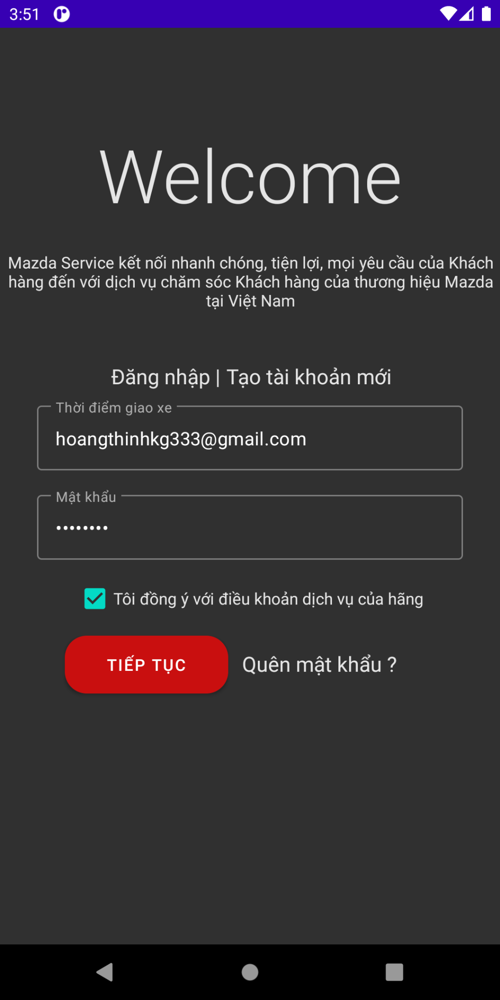 3:51
Welcome
Mazda Service kết nối nhanh chóng, tiện lợi, mọi yêu cầu của Khách
hàng đến với dịch vụ chăm sóc Khách hàng của thương hiệu Mazda
tại Việt Nam
Đăng nhập | Tạo tài khoản mới
Thời điểm giao xe
hoangthinhkg333@gmail.com
Mật khẩu
••••••••
Tôi đồng ý với điều khoản dịch vụ của hãng
TIẾP TỤC Quên mật khẩu ?